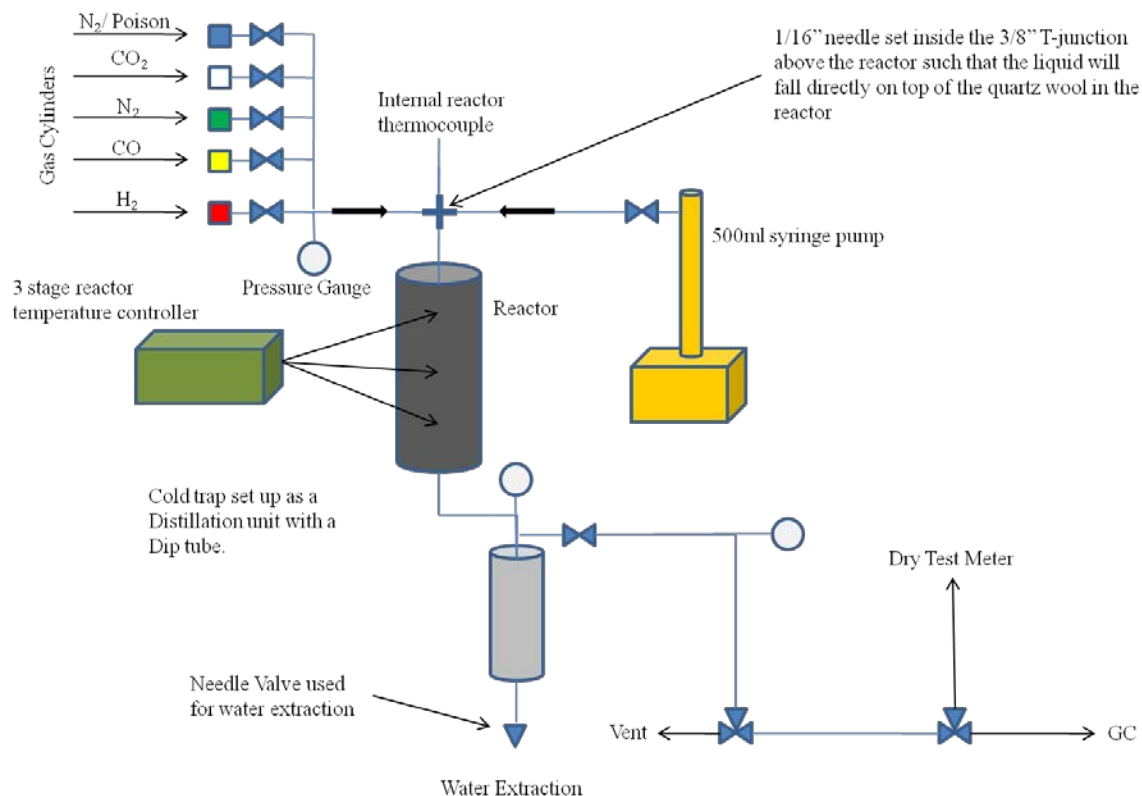 N₂/ Poison
CO₂
N₂
CO
H₂
Gas Cylinders
Internal reactor
thermocouple
1/16” needle set inside the 3/8” T-junction
above the reactor such that the liquid will
fall directly on top of the quartz wool in the
reactor
500ml syringe pump
Pressure Gauge
3 stage reactor
temperature controller
Reactor
Cold trap set up as a
Distillation unit with a
Dip tube.
Dry Test Meter
Needle Valve used
for water extraction
Vent
GC
Water Extraction